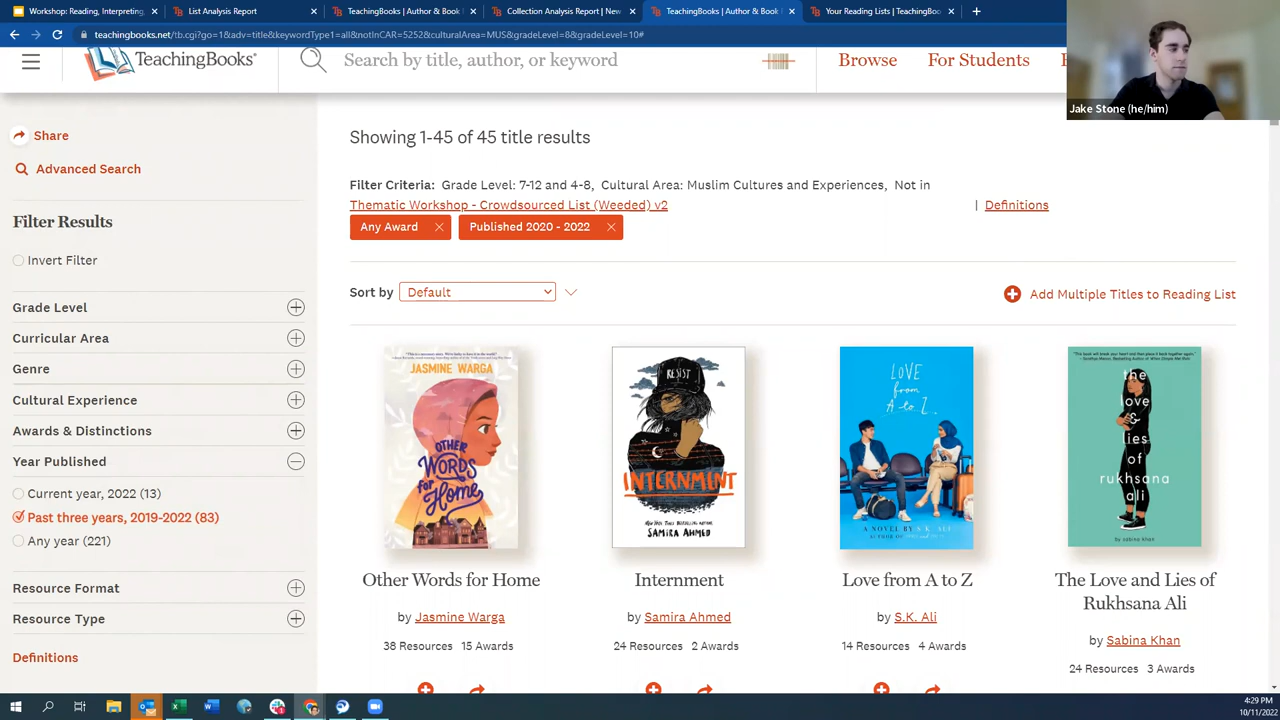 Workshop: Reading, Interpreting,
List Analysis Report
TeachingBooks | Author & Book
Collection Analysis Report | New
TeachingBooks | Author & Book
Your Reading Lists | TeachingBoo
teachingbooks.net/tb.cgi?go=1&adv=title&keywordType1=all&notInCAR=5252&culturalArea=MUS&gradeLevel=8&gradeLevel=10#
TeachingBooks
Search by title, author, or keyword
Browse
For Students
Jake Stone (he/him)
Share
Advanced Search
Filter Results
Invert Filter
Grade Level
Curricular Area
Genre
Cultural Experience
Awards & Distinctions
Year Published
Current year, 2022 (13)
Past three years, 2019-2022 (83)
Any year (221)
Resource Format
Resource Type
Definitions
Showing 1-45 of 45 title results
Filter Criteria: Grade Level: 7-12 and 4-8, Cultural Area: Muslim Cultures and Experiences, Not in
Thematic Workshop - Crowdsourced List (Weeded) v2 | Definitions
Any Award
Published 2020 - 2022
Sort by Default
Add Multiple Titles to Reading List
JASMINE WARGA
OTHER
WORDS
FOR
Home
RESIST
INTERNMENT
SAMIRA AHMED
LOVE
from
A to Z
A NOVEL BY S.K. ALI
the
love
&
lies
of
rukhsana
ali
by sabina khan
Other Words for Home
by Jasmine Warga
38 Resources 15 Awards
Internment
by Samira Ahmed
24 Resources 2 Awards
Love from A to Z
by S.K. Ali
14 Resources 4 Awards
The Love and Lies of
Rukhsana Ali
by Sabina Khan
24 Resources 3 Awards
4:29 PM
10/11/2022